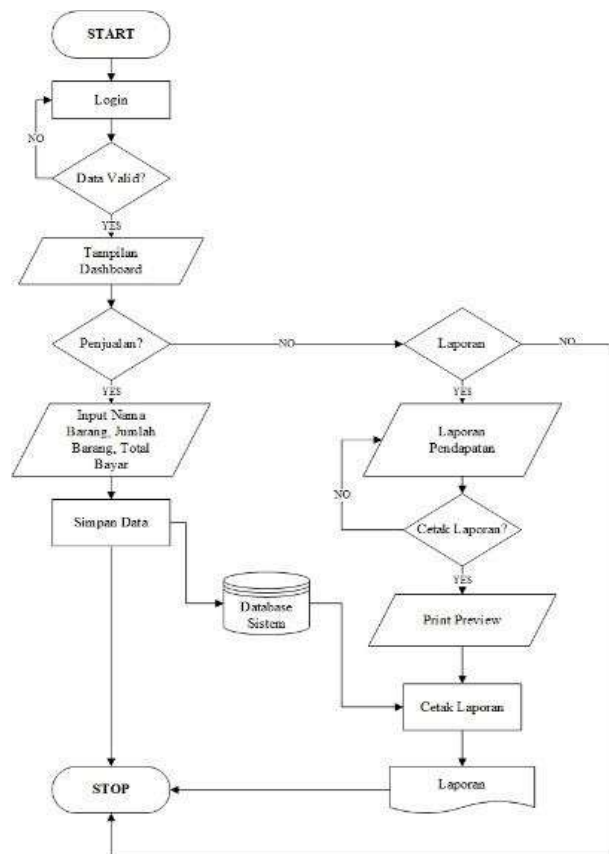 START
Login
NO
Data Valid?
YES
Tampilan
Dashboard
Penjualan?
NO
Laporan
NO
YES
YES
Input Nama
Barang, Jumlah
Barang, Total
Bayar
Laporan
Pendapatan
NO
Simpan Data
Cetak Laporan?
YES
Database
Sistem
Print Preview
Cetak Laporan
STOP
Laporan